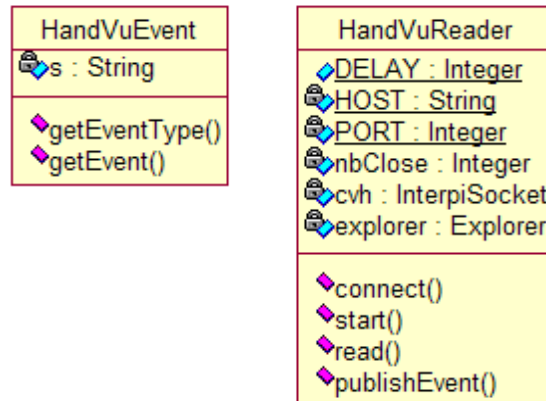 HandVuEvent
s : String
getEventType()
getEvent()
HandVuReader
DELAY : Integer
HOST : String
PORT : Integer
nbClose : Integer
cvh : InterpiSocket
explorer : Explorer
connect()
start()
read()
publishEvent()